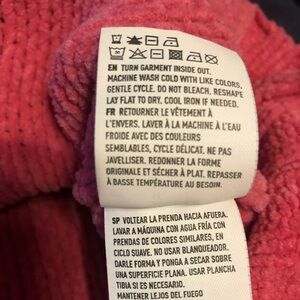 EN TURN GARMENT INSIDE OUT.
MACHINE WASH COLD WITH LIKE COLORS,
GENTLE CYCLE. DO NOT BLEACH. RESHAPE
LAY FLAT TO DRY. COOL IRON IF NEEDED.
FR RETOURNER LE VÊTEMENT À
L'ENVERS. LAVER À LA MACHINE À L'EAU
FROIDE AVEC DES COULEURS
SEMBLABLES, CYCLE DÉLICAT. NE PAS
JAVELLISER. REDONNER LA FORME
ORIGINALE ET SÉCHER À PLAT. REPASSER
À BASSE TEMPÉRATURE AU BESOIN.
SP VOLTEAR LA PRENDA HACIA AFUERA.
LAVAR A MÁQUINA CON AGUA FRÍA CON
PRENDAS DE COLORES SIMILARES, EN
CICLO SUAVE. NO USAR BLANQUEADOR.
DARLE FORMA Y PONGA A SECAR SOBRE
UNA SUPERFICIE PLANA. USAR PLANCHA
TIBIA SI ES NECESARIO.
MANTENER LEJOS DEL FUEGO